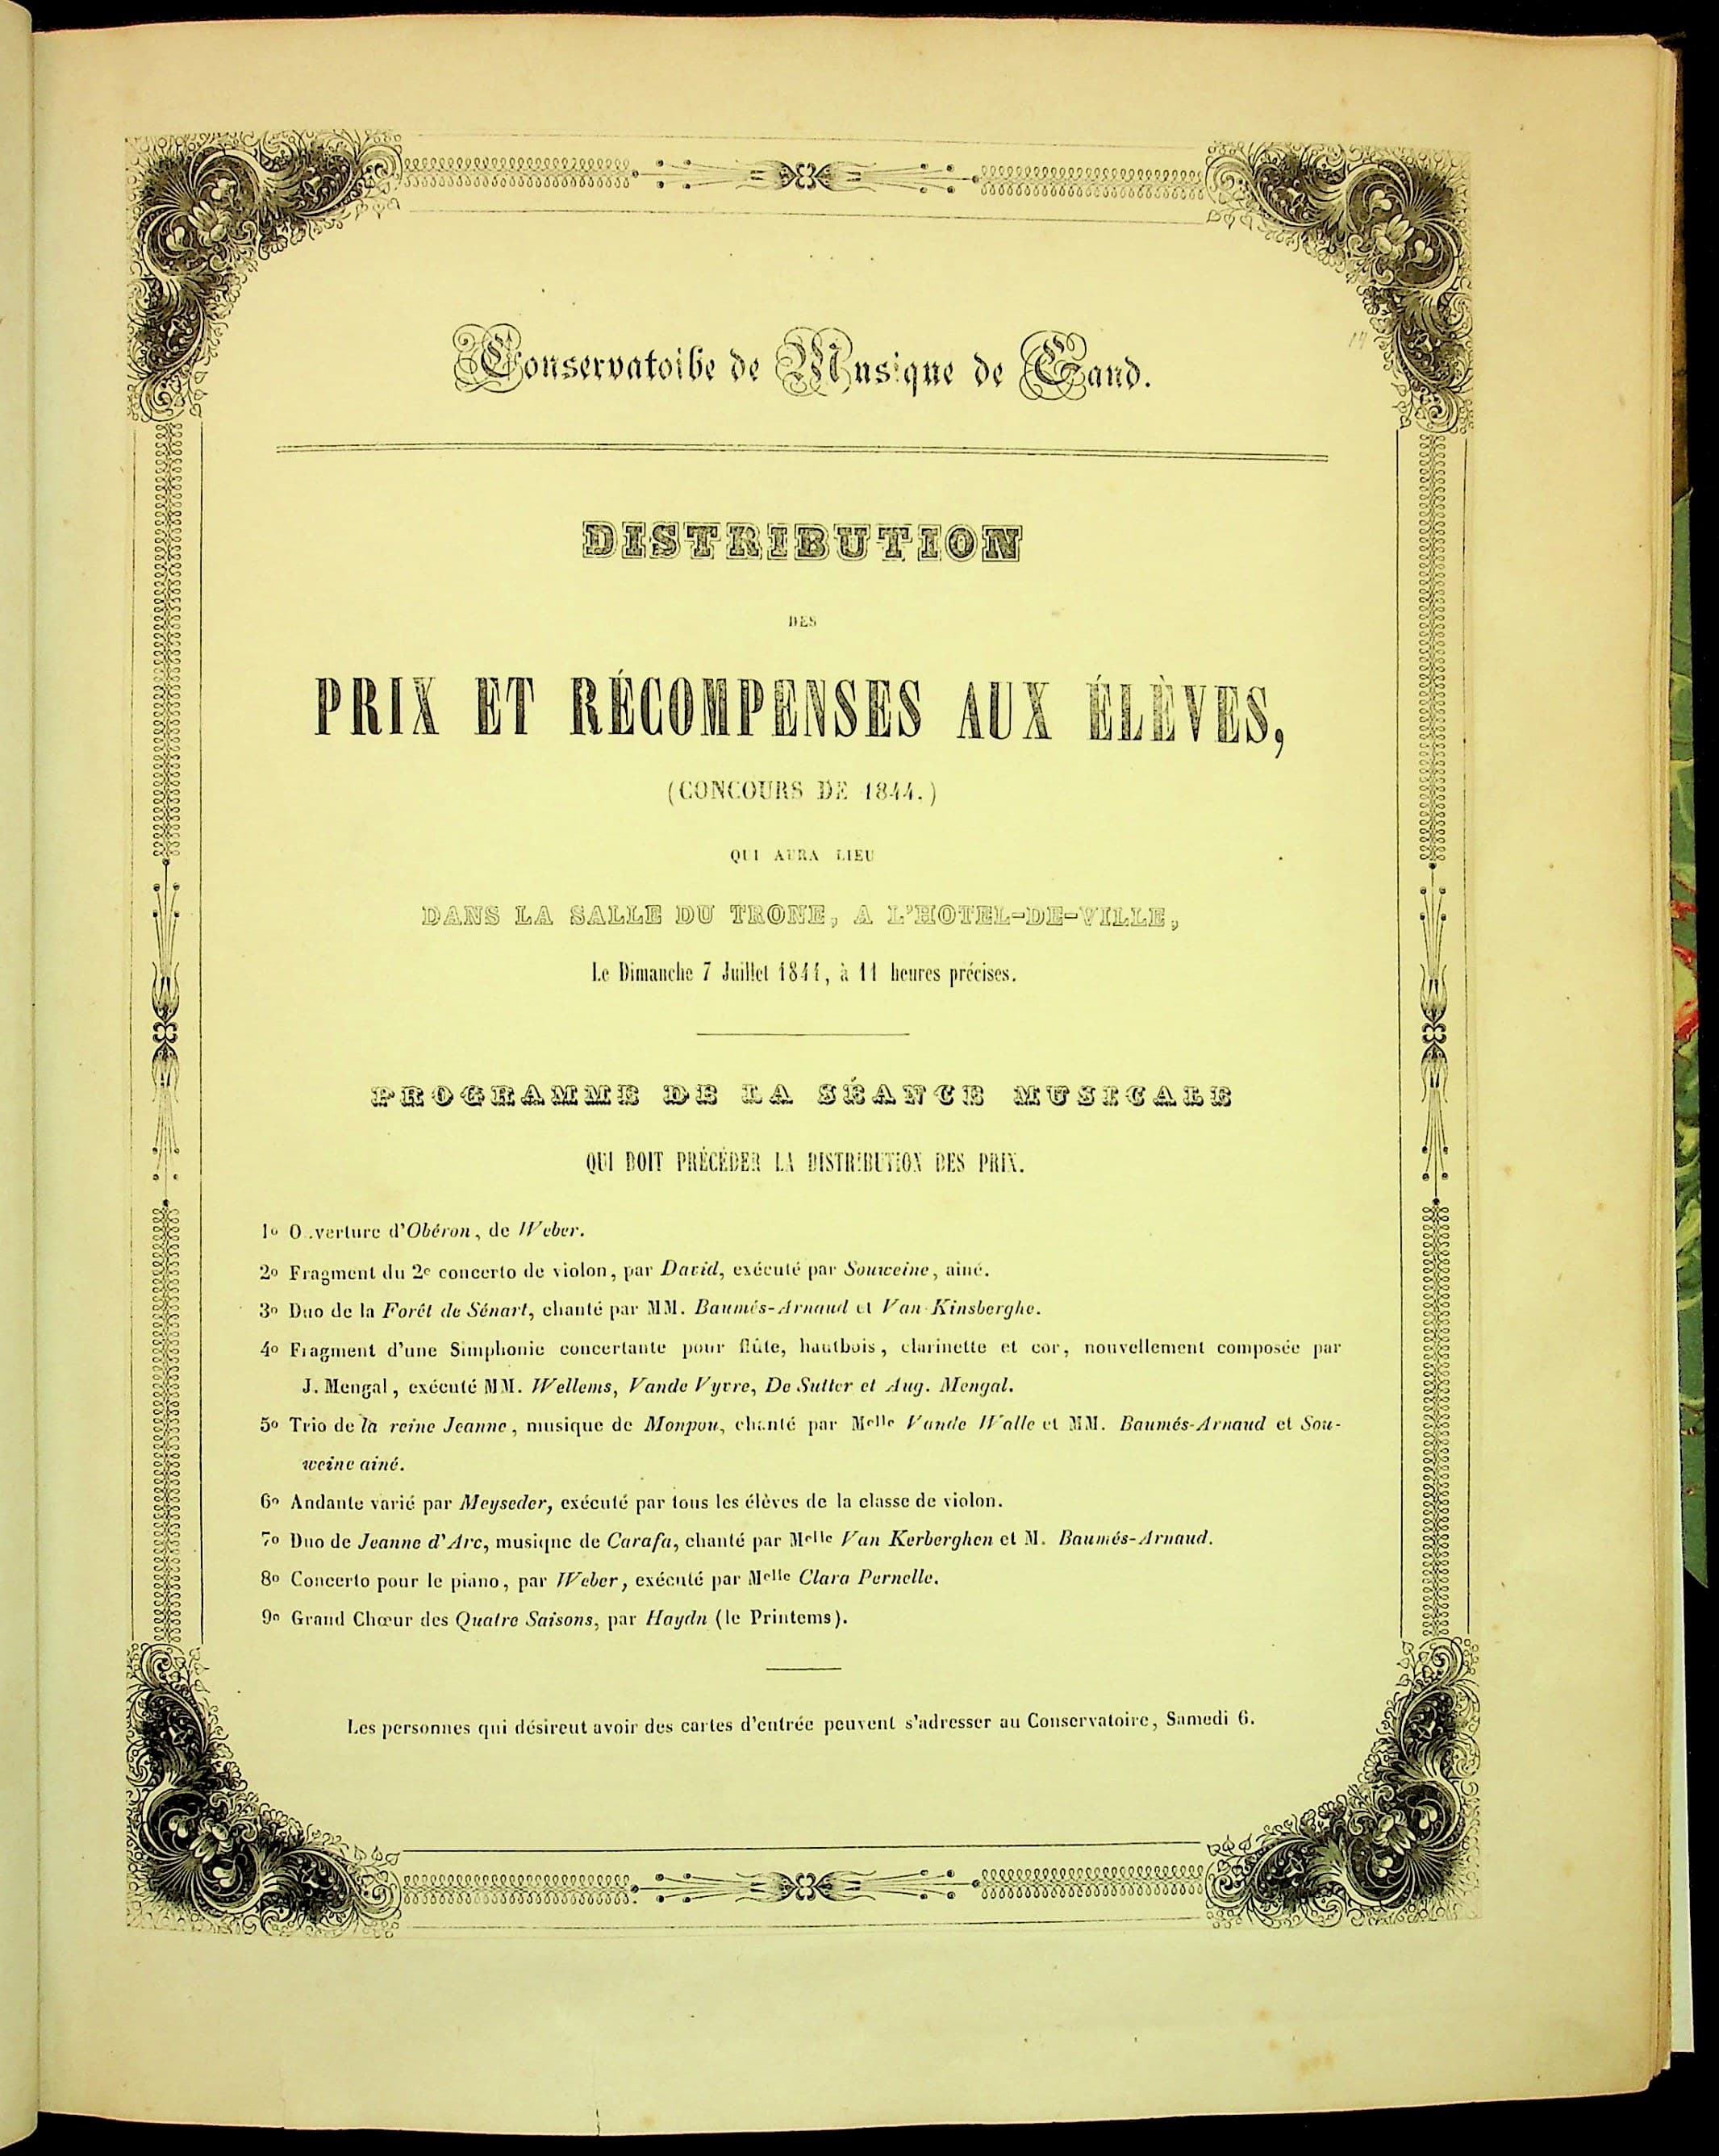 Conservatoire de Musique de Gand.
DISTRIBUTION
DES
PRIX ET RÉCOMPENSES AUX ÉLÈVES,
(CONCOURS DE 1844.)
QUI AURA LIEU
DANS LA SALLE DU TRONE, A L'HOTEL-DE-VILLE,
Le Dimanche 7 Juillet 1844, à 11 heures précises.
PROGRAMME DE LA SÉANCE MUSICALE
QUI DOIT PRÉCÉDER LA DISTRIBUTION DES PRIX.
1o O.verture d'Obéron, de Weber.
2o Fragment du 2e concerto de violon, par David, exécuté par Souweine, ainé.
3o Duo de la Forêt de Sénart, chanté par MM. Baumés-Arnaud et Van Kinsberghe.
4o Fragment d'une Simphonie concertante pour flûte, hautbois, clarinette et cor, nouvellement composée par
J. Mengal, exécuté MM. Wellems, Vande Vyvre, De Sutter et Aug. Mengal.
5o Trio de la reine Jeanne, musique de Monpou, chanté par Melle Vande Walle et MM. Baumés-Arnaud et Sou-
weine ainé.
6o Andante varié par Meyseder, exécuté par tous les élèves de la classe de violon.
7o Duo de Jeanne d'Arc, musique de Carafa, chanté par Melle Van Kerberghen et M. Baumés-Arnaud.
8o Concerto pour le piano, par Weber, exécuté par Melle Clara Pernelle.
9o Grand Chœur des Quatre Saisons, par Haydn (le Printems).
Les personnes qui désirent avoir des cartes d'entrée peuvent s'adresser au Conservatoire, Samedi 6.